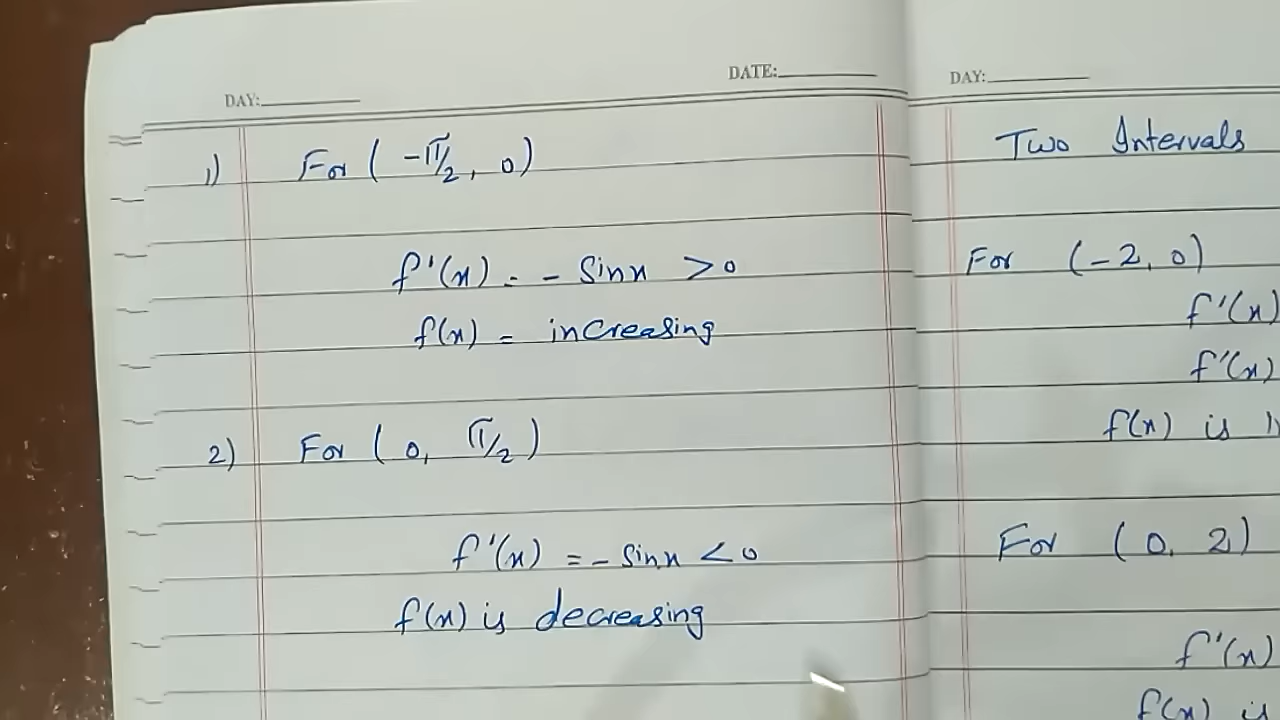 DAY:
DATE:
1) For (-π/2, 0)
f'(x) = - Sinx >0
f(x) = increasing
2) For (0, π/2)
f'(x) = - Sinx <0
f(x) is decreasing
DAY:
Two Intervals
For (-2, 0)
f'(x)
f'(x)
f(x) is
For (0, 2)
f'(x)
f(x) is